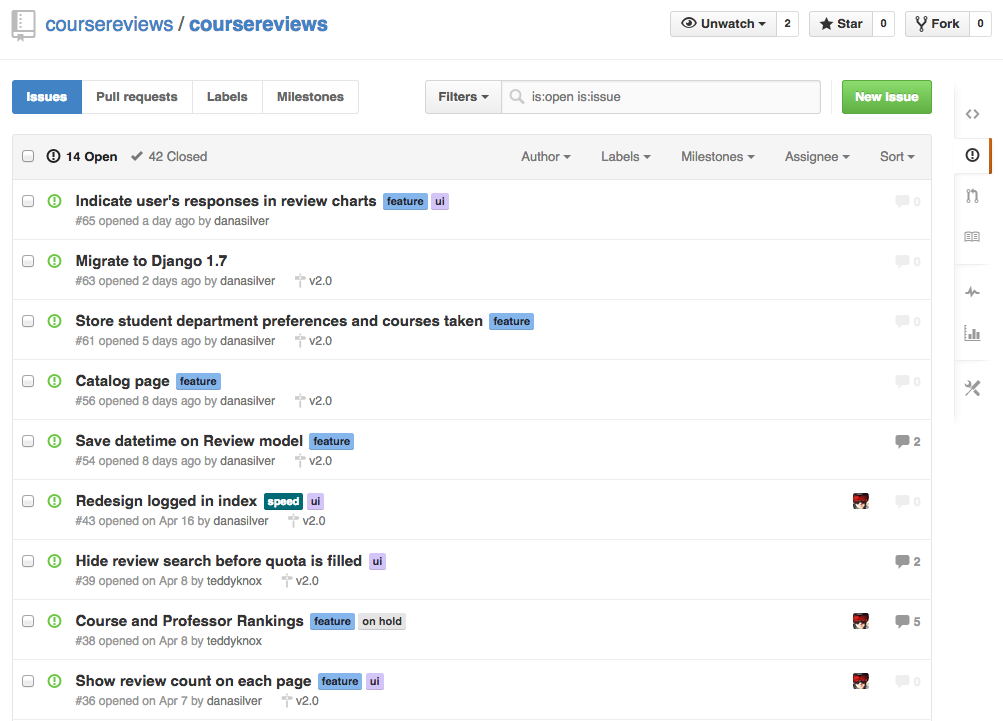 coursereviews / coursereviews
Unwatch 2 Star 0 Fork 0
Issues Pull requests Labels Milestones Filters is:open is:issue New Issue
14 Open 42 Closed Author Labels Milestones Assignee Sort
Indicate user's responses in review charts feature ui 0
#65 opened a day ago by danasilver
Migrate to Django 1.7 0
#63 opened 2 days ago by danasilver v2.0
Store student department preferences and courses taken feature 0
#61 opened 5 days ago by danasilver v2.0
Catalog page feature 0
#56 opened 8 days ago by danasilver v2.0
Save datetime on Review model feature 2
#54 opened 8 days ago by danasilver v2.0
Redesign logged in index speed ui 0
#43 opened on Apr 16 by danasilver v2.0
Hide review search before quota is filled ui 2
#39 opened on Apr 8 by teddyknox v2.0
Course and Professor Rankings feature on hold 5
#38 opened on Apr 8 by teddyknox
Show review count on each page feature ui 0
#36 opened on Apr 7 by danasilver v2.0